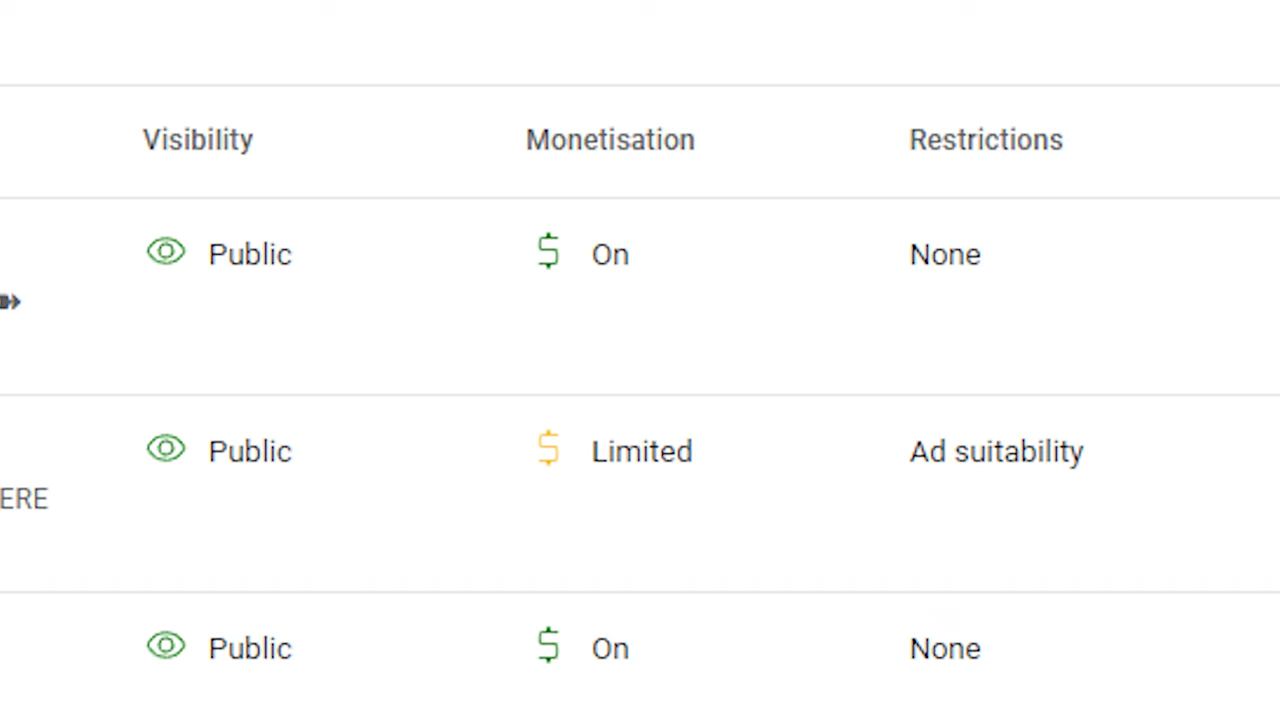 Visibility Monetisation Restrictions
Public On None
Public Limited Ad suitability
ERE
Public On None